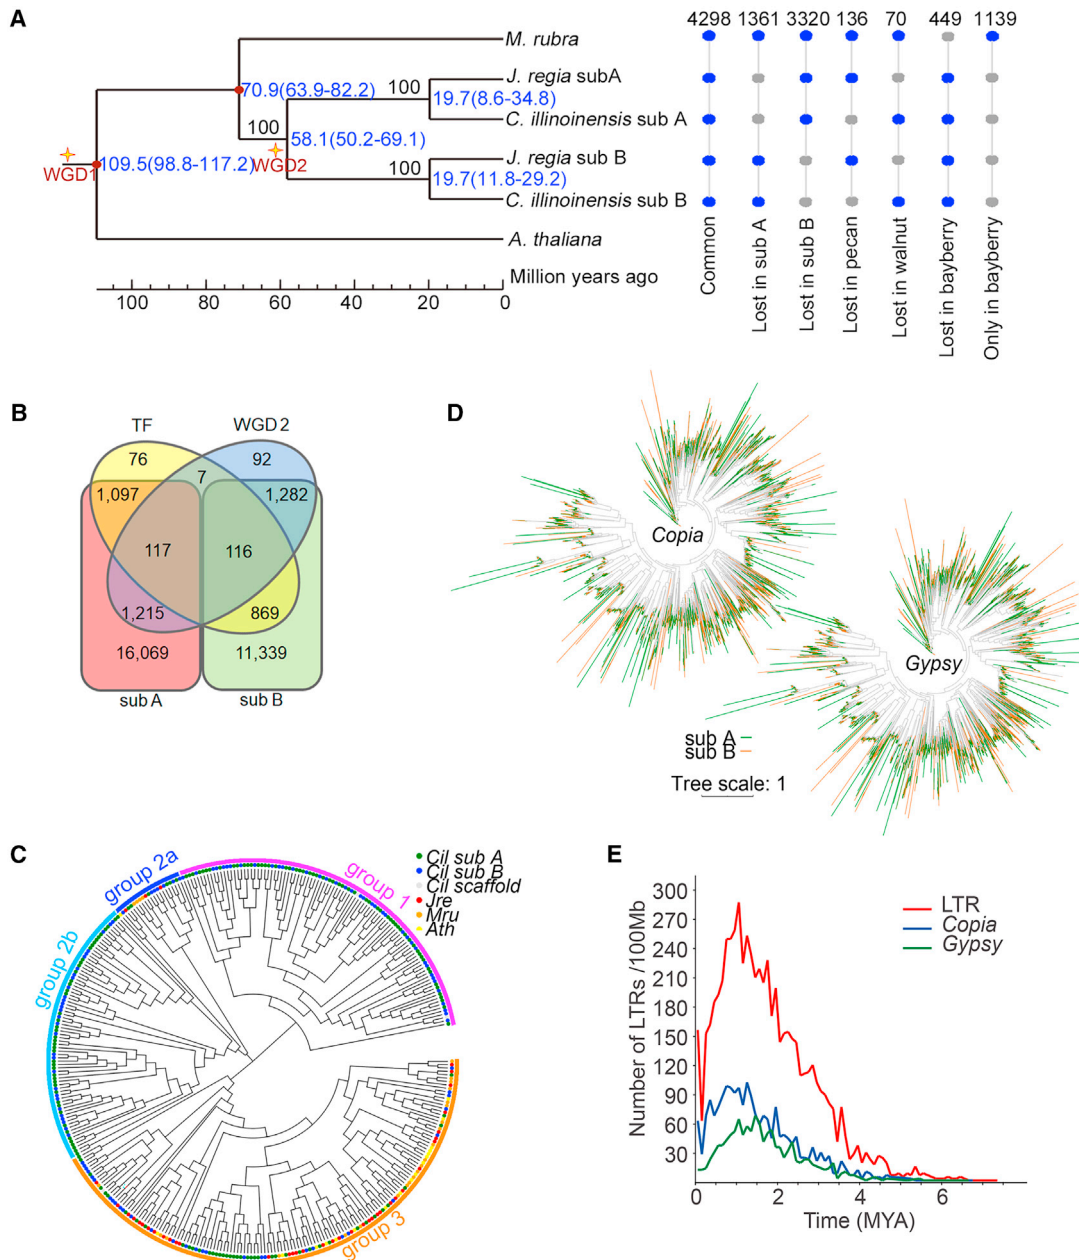 A
4298 1361 3320 136 70 449 1139
M. rubra
J. regia subA
C. illinoinensis sub A
J. regia sub B
C. illinoinensis sub B
A. thaliana
70.9(63.9-82.2)
100
19.7(8.6-34.8)
100
58.1(50.2-69.1)
WGD1
109.5(98.8-117.2)
WGD2
100
19.7(11.8-29.2)
Million years ago
100 80 60 40 20 0
Common
Lost in sub A
Lost in sub B
Lost in pecan
Lost in walnut
Lost in bayberry
Only in bayberry
B
TF
WGD 2
76
7
92
1,097
1,282
117
116
1,215
869
16,069
11,339
sub A
sub B
D
Copia
Gypsy
sub A
sub B
Tree scale: 1
C
group 2a
group 1
group 2b
group 3
Cil sub A
Cil sub B
Cil scaffold
Jre
Mru
Ath
E
Number of LTRs /100Mb
300
270
240
210
180
150
120
90
60
30
LTR
Copia
Gypsy
0 2 4 6
Time (MYA)